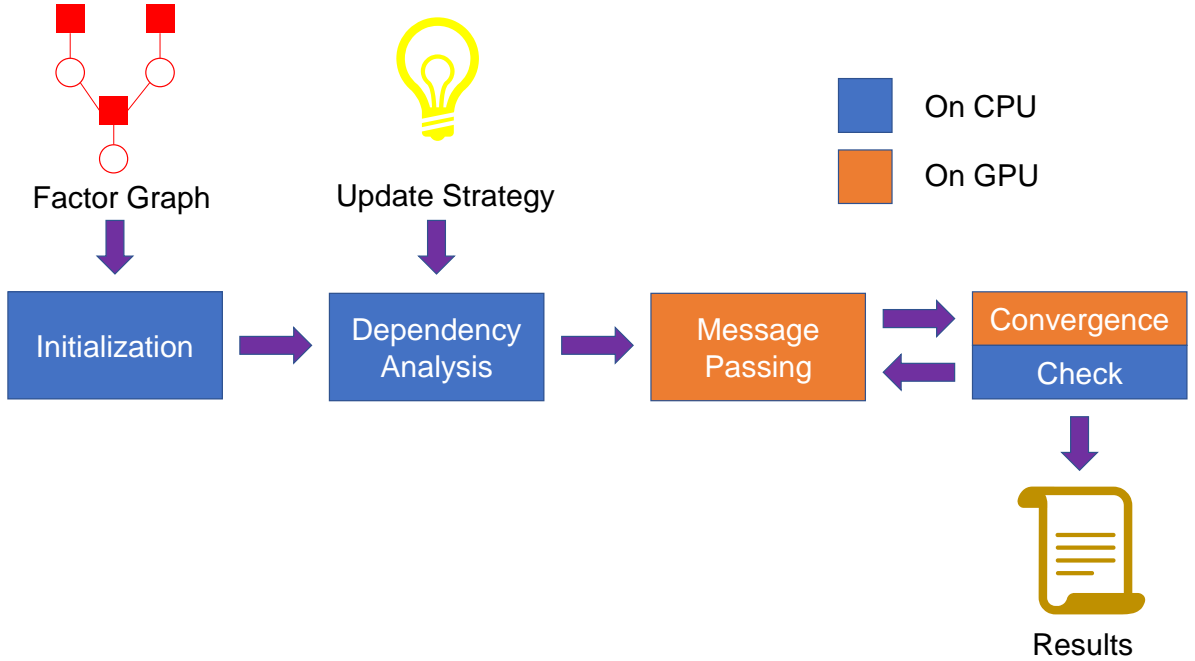 Factor Graph
Update Strategy
On CPU
On GPU
Initialization
Dependency
Analysis
Message
Passing
Convergence
Check
Results